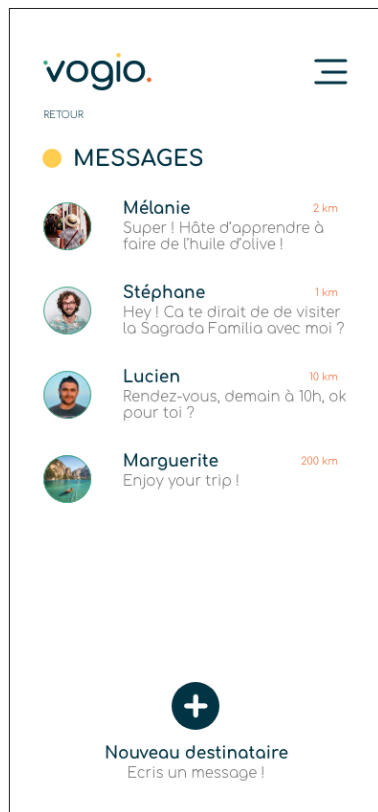 vogio.
RETOUR
MESSAGES
Mélanie 2 km
Super ! Hâte d'apprendre à
faire de l'huile d'olive !
Stéphane 1 km
Hey ! Ca te dirait de de visiter
la Sagrada Familia avec moi ?
Lucien 10 km
Rendez-vous, demain à 10h, ok
pour toi ?
Marguerite 200 km
Enjoy your trip !
Nouveau destinataire
Ecris un message !